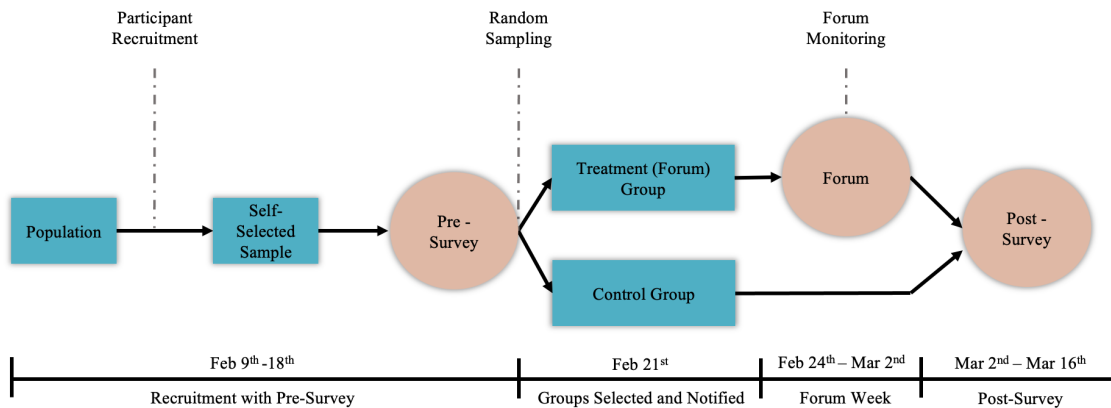 Participant
Recruitment
Random
Sampling
Forum
Monitoring
Population
Self-
Selected
Sample
Pre -
Survey
Treatment (Forum)
Group
Control Group
Forum
Post -
Survey
Feb 9th -18th
Recruitment with Pre-Survey
Feb 21st
Groups Selected and Notified
Feb 24th – Mar 2nd
Forum Week
Mar 2nd – Mar 16th
Post-Survey